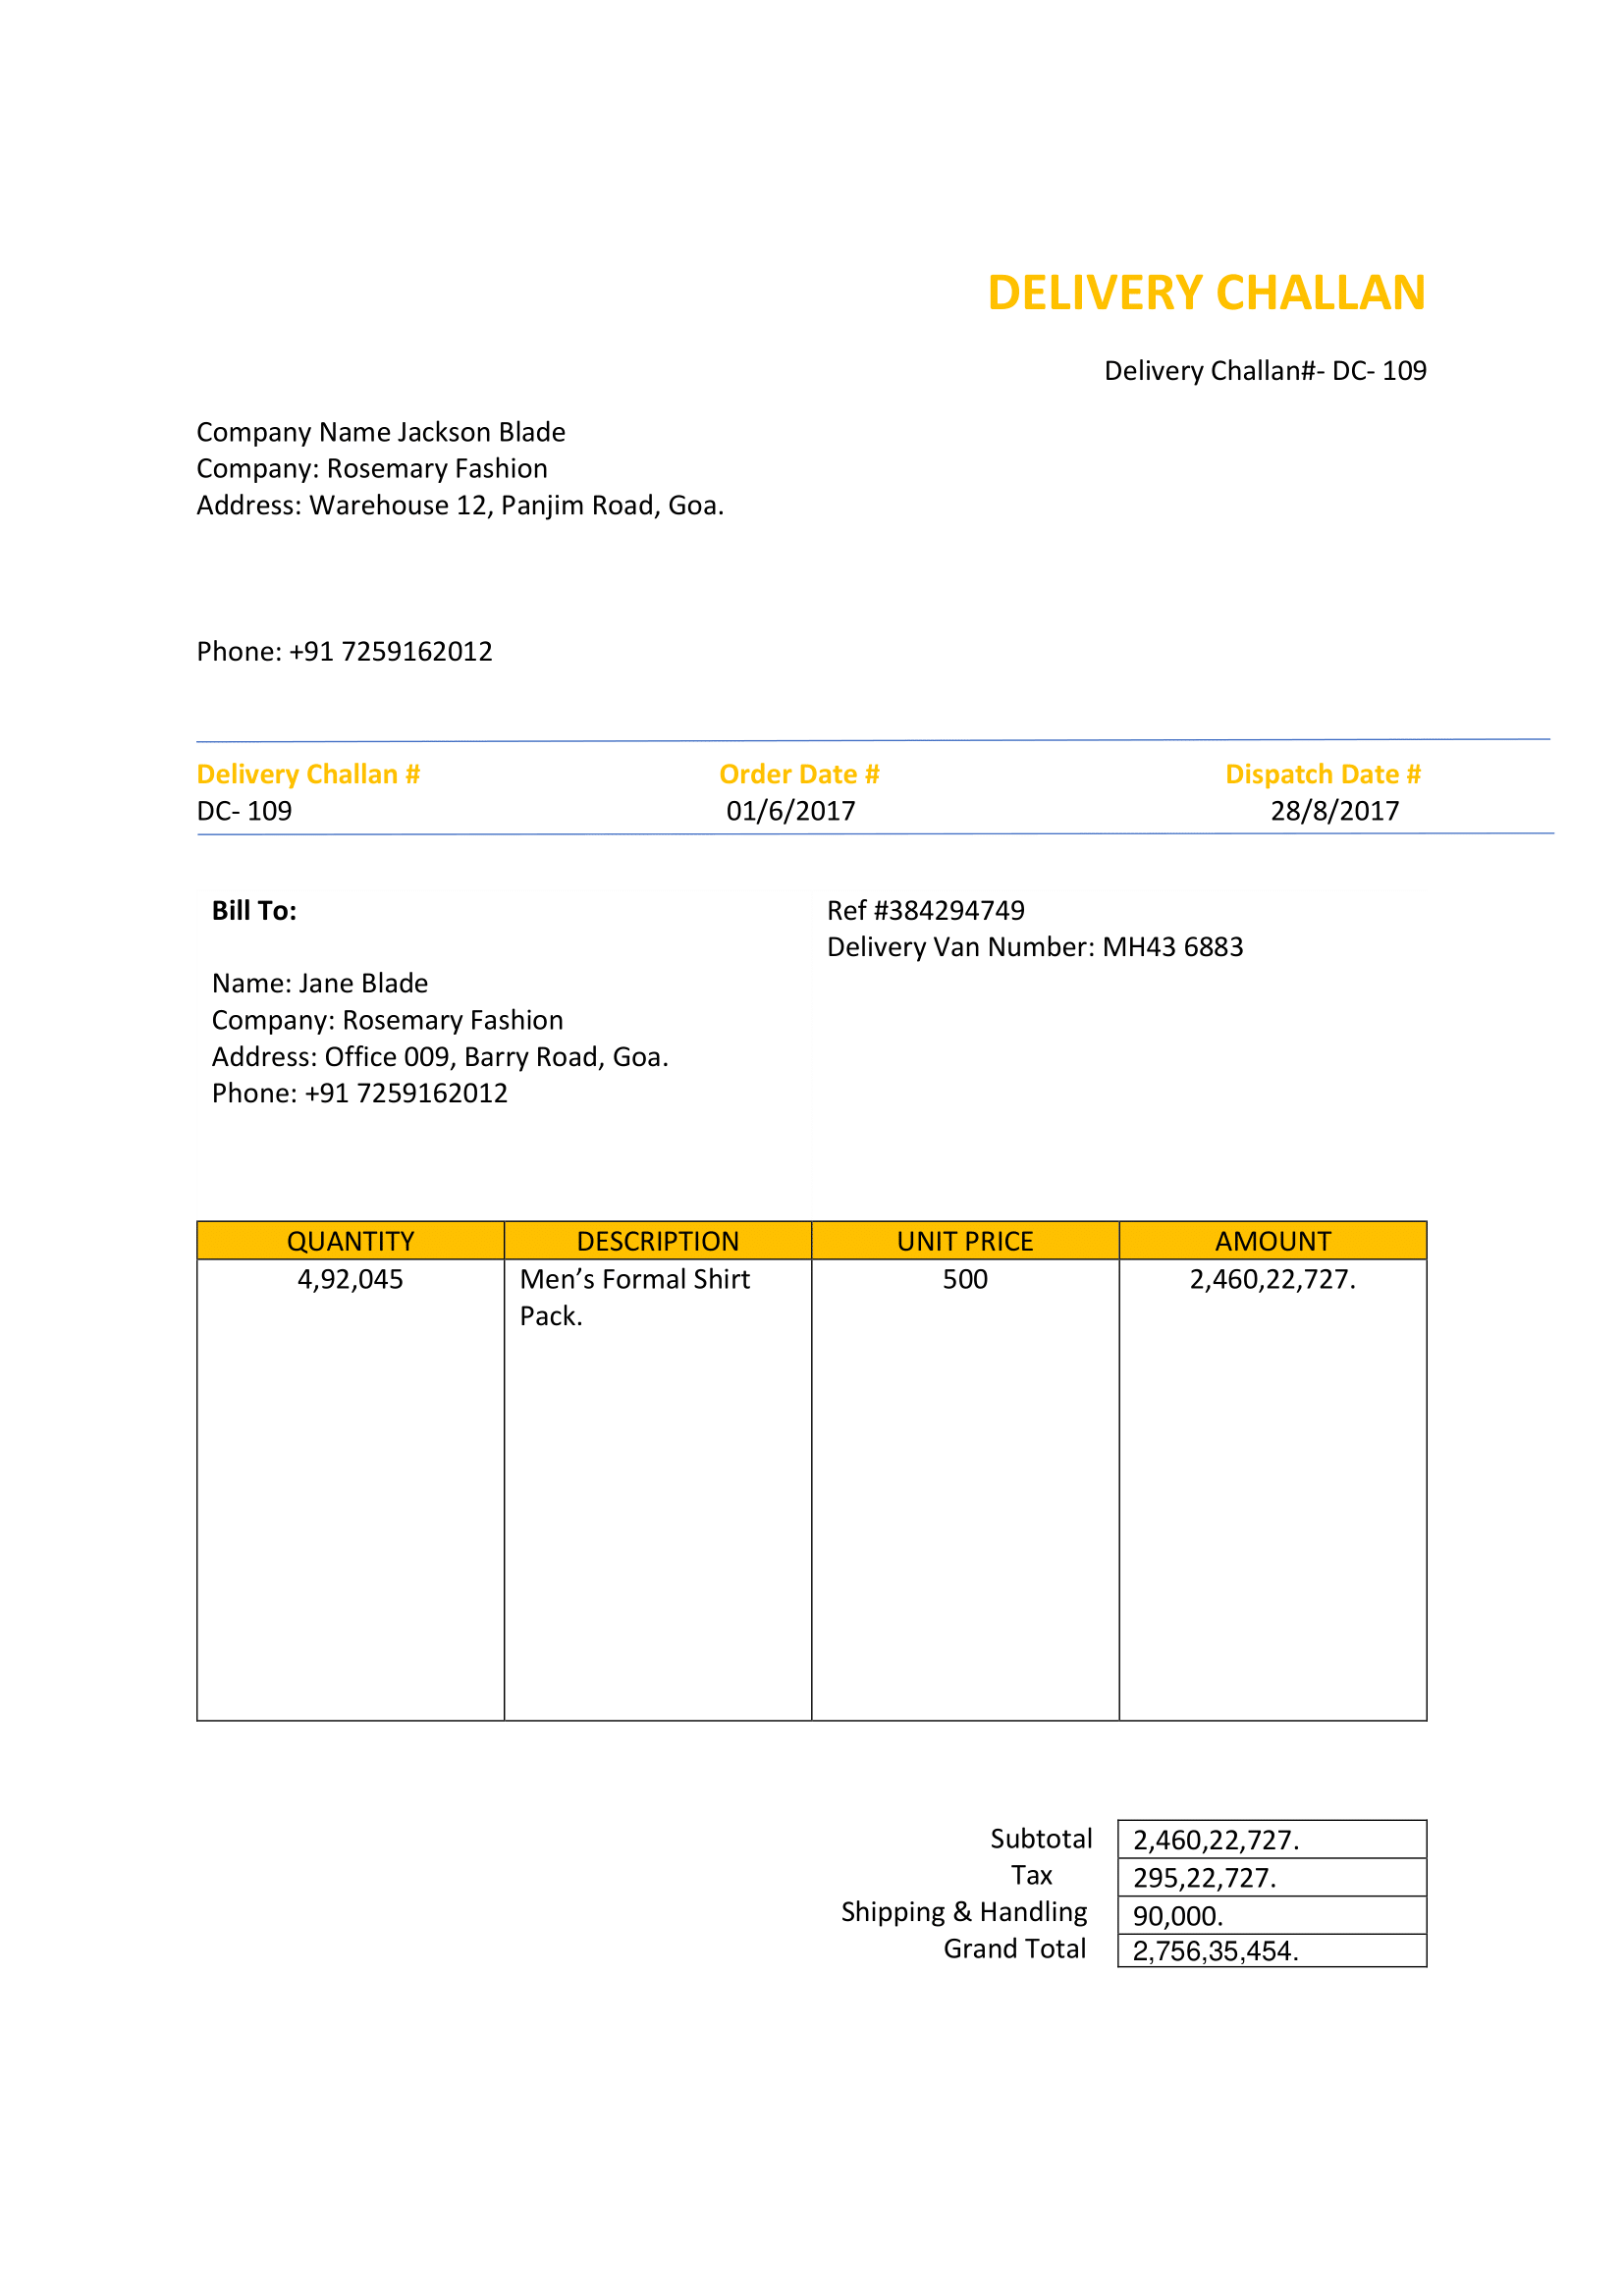 DELIVERY CHALLAN
Delivery Challan#- DC- 109
Company Name Jackson Blade
Company: Rosemary Fashion
Address: Warehouse 12, Panjim Road, Goa.
Phone: +91 7259162012
Delivery Challan # Order Date # Dispatch Date #
DC- 109 01/6/2017 28/8/2017
Bill To:
Name: Jane Blade
Company: Rosemary Fashion
Address: Office 009, Barry Road, Goa.
Phone: +91 7259162012
Ref #384294749
Delivery Van Number: MH43 6883
QUANTITY DESCRIPTION UNIT PRICE AMOUNT
4,92,045 Men’s Formal Shirt 500 2,460,22,727.
Pack.
Subtotal 2,460,22,727.
Tax 295,22,727.
Shipping & Handling 90,000.
Grand Total 2,756,35,454.